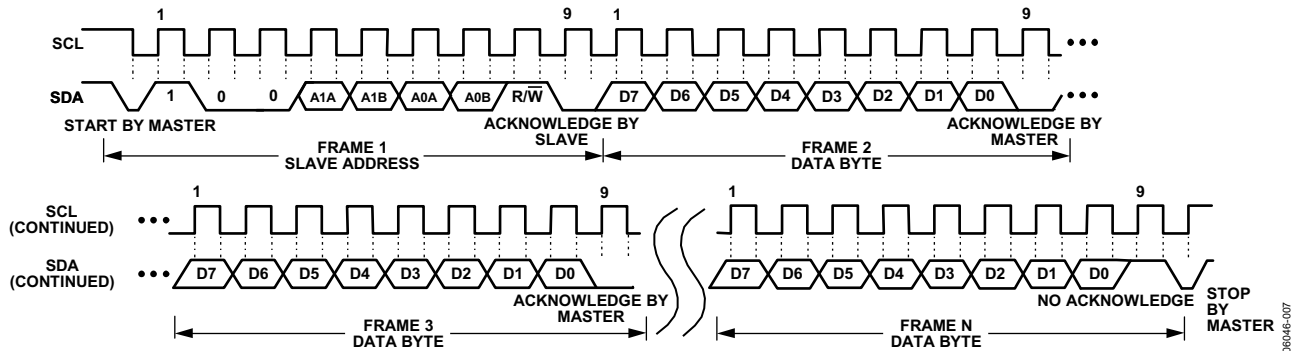 1 9 1 9
SCL
SDA 1 0 0 A1A A1B A0A A0B R/W̅ D7 D6 D5 D4 D3 D2 D1 D0
START BY MASTER
ACKNOWLEDGE BY
SLAVE
ACKNOWLEDGE BY
MASTER
FRAME 1
SLAVE ADDRESS
FRAME 2
DATA BYTE
1 9 1 9
SCL
(CONTINUED)
SDA
(CONTINUED)
D7 D6 D5 D4 D3 D2 D1 D0 D7 D6 D5 D4 D3 D2 D1 D0
ACKNOWLEDGE BY
MASTER
NO ACKNOWLEDGE
STOP
BY
MASTER
FRAME 3
DATA BYTE
FRAME N
DATA BYTE
06046-007